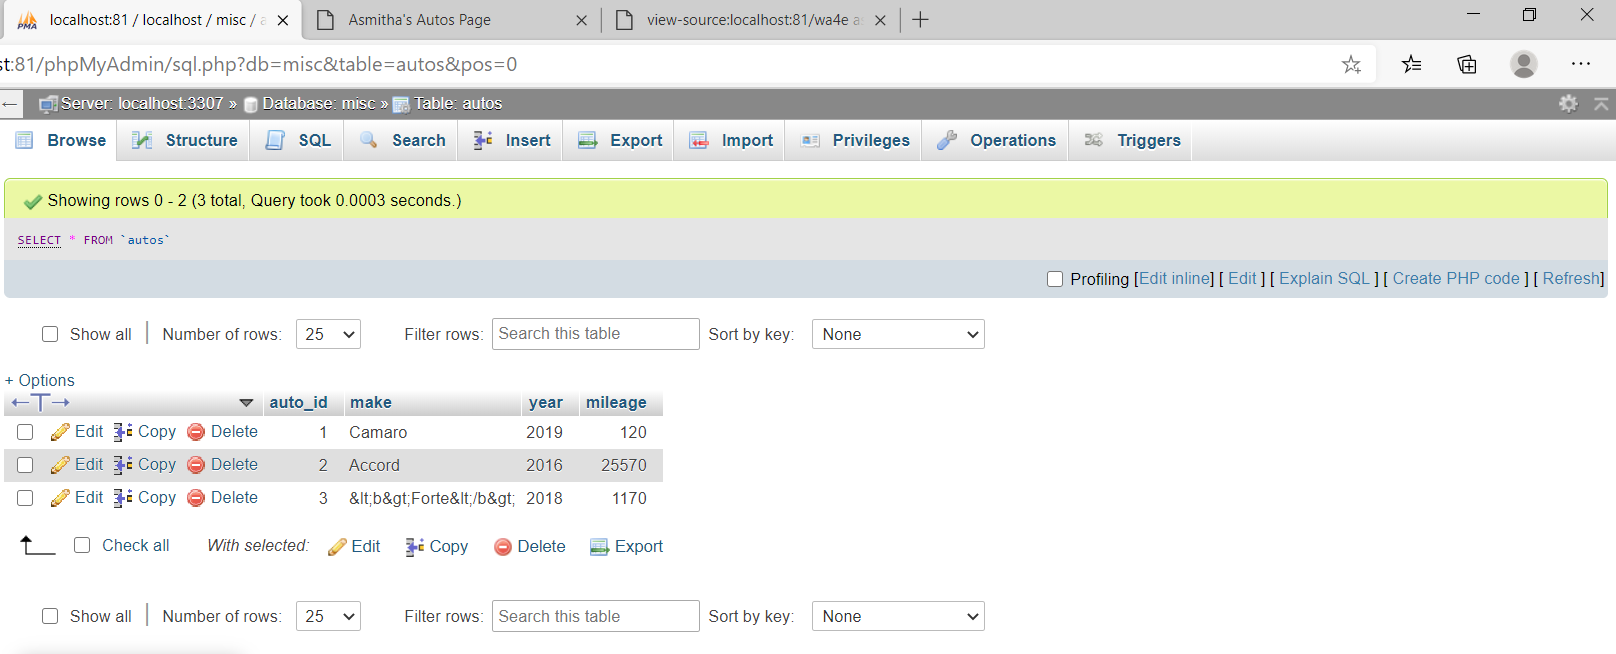 localhost:81 / localhost / misc / a
Asmitha's Autos Page
view-source:localhost:81/wa4e as
st:81/phpMyAdmin/sql.php?db=misc&table=autos&pos=0
Server: localhost:3307 » Database: misc » Table: autos
Browse Structure SQL Search Insert Export Import Privileges Operations Triggers
Showing rows 0 - 2 (3 total, Query took 0.0003 seconds.)
SELECT * FROM `autos`
Profiling [Edit inline] [ Edit ] [ Explain SQL ] [ Create PHP code ] [ Refresh]
Show all | Number of rows: 25 Filter rows: Search this table Sort by key: None
+ Options
←T→ auto_id make year mileage
Edit Copy Delete 1 Camaro 2019 120
Edit Copy Delete 2 Accord 2016 25570
Edit Copy Delete 3 &lt;b&gt;Forte&lt;/b&gt; 2018 1170
Check all With selected: Edit Copy Delete Export
Show all | Number of rows: 25 Filter rows: Search this table Sort by key: None